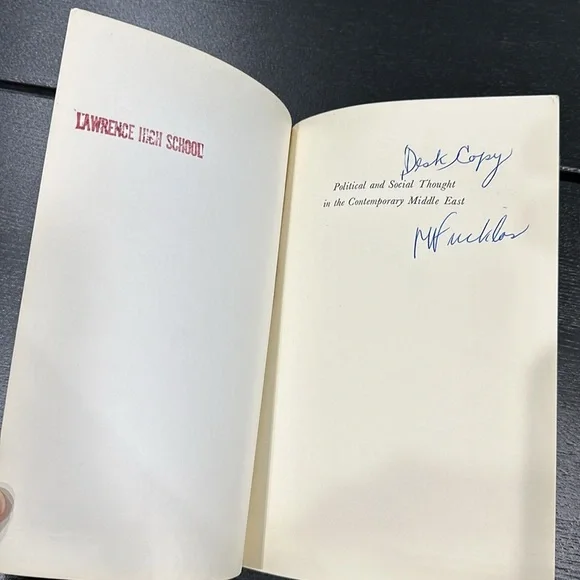 LAWRENCE HIGH SCHOOL
Desk Copy
Political and Social Thought
in the Contemporary Middle East